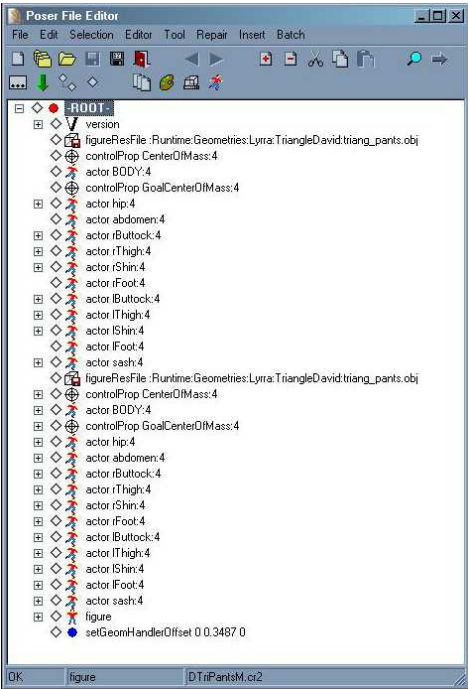 Poser File Editor
File Edit Selection Editor Tool Repair Insert Batch
-ROOT-
version
figureResFile :Runtime:Geometries:Lyrra:TriangleDavid:triang_pants.obj
controlProp CenterOfMass:4
actor BODY:4
controlProp GoalCenterOfMass:4
actor hip:4
actor abdomen:4
actor rButtock:4
actor rThigh:4
actor rShin:4
actor rFoot:4
actor lButtock:4
actor lThigh:4
actor lShin:4
actor lFoot:4
actor sash:4
figureResFile :Runtime:Geometries:Lyrra:TriangleDavid:triang_pants.obj
controlProp CenterOfMass:4
actor BODY:4
controlProp GoalCenterOfMass:4
actor hip:4
actor abdomen:4
actor rButtock:4
actor rThigh:4
actor rShin:4
actor rFoot:4
actor lButtock:4
actor lThigh:4
actor lShin:4
actor lFoot:4
actor sash:4
figure
setGeomHandlerOffset 0 0.3487 0
OK figure DTriPantsM.cr2